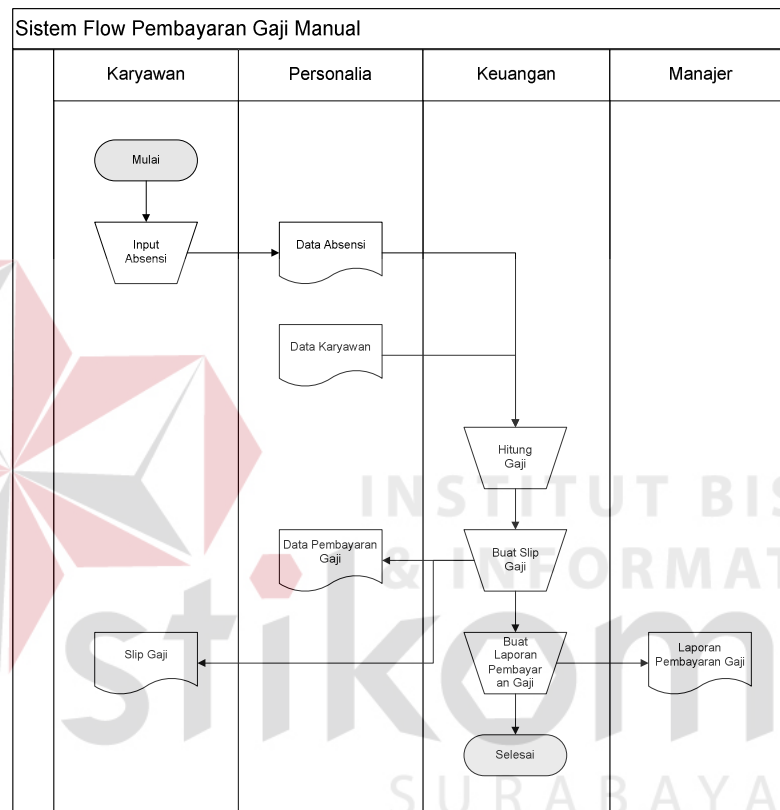 Sistem Flow Pembayaran Gaji Manual
Karyawan
Personalia
Keuangan
Manajer
Mulai
Input
Absensi
Data Absensi
Data Karyawan
Hitung
Gaji
Data Pembayaran
Gaji
Buat Slip
Gaji
Slip Gaji
Buat
Laporan
Pembayar
an Gaji
Laporan
Pembayaran Gaji
Selesai
INSTITUT BIS
& INFORMAT
stikom
SURABAYA